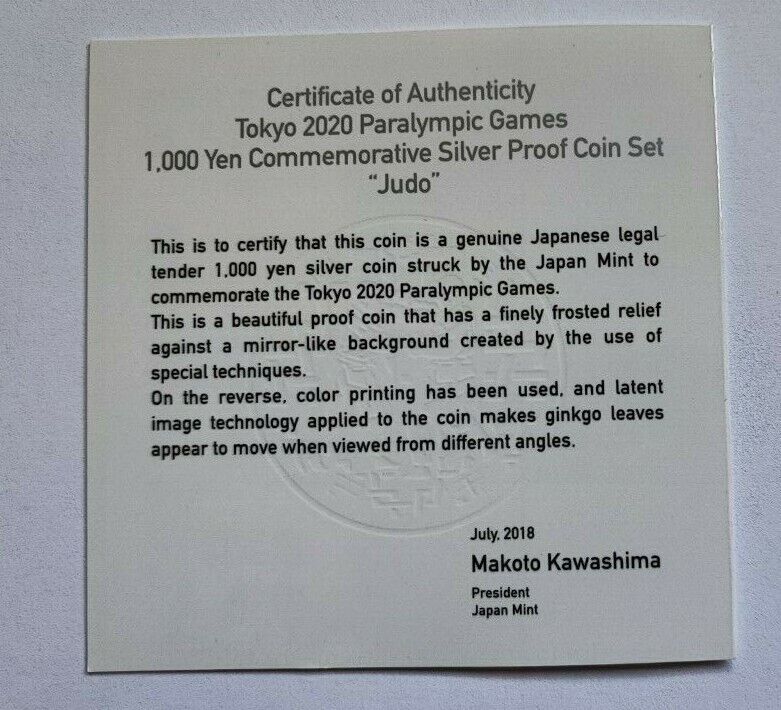 Certificate of Authenticity
Tokyo 2020 Paralympic Games
1,000 Yen Commemorative Silver Proof Coin Set
“Judo”
This is to certify that this coin is a genuine Japanese legal
tender 1,000 yen silver coin struck by the Japan Mint to
commemorate the Tokyo 2020 Paralympic Games.
This is a beautiful proof coin that has a finely frosted relief
against a mirror-like background created by the use of
special techniques.
On the reverse, color printing has been used, and latent
image technology applied to the coin makes ginkgo leaves
appear to move when viewed from different angles.
July, 2018
Makoto Kawashima
President
Japan Mint